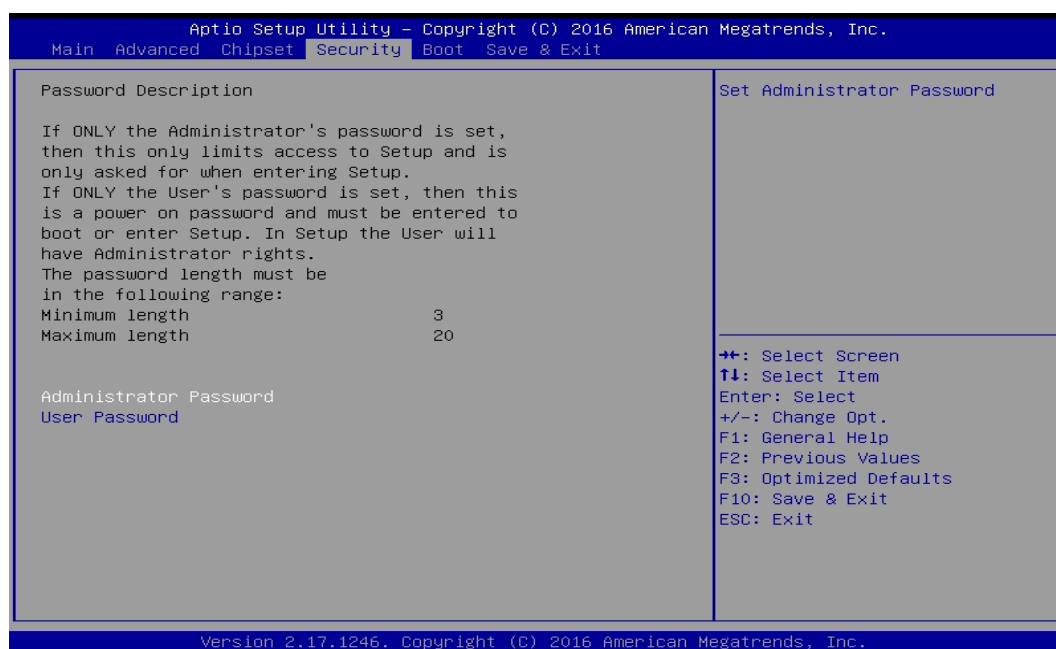 Aptio Setup Utility – Copyright (C) 2016 American Megatrends, Inc.
Main Advanced Chipset Security Boot Save & Exit
Password Description
If ONLY the Administrator's password is set,
then this only limits access to Setup and is
only asked for when entering Setup.
If ONLY the User's password is set, then this
is a power on password and must be entered to
boot or enter Setup. In Setup the User will
have Administrator rights.
The password length must be
in the following range:
Minimum length 3
Maximum length 20
Administrator Password
User Password
Set Administrator Password
→←: Select Screen
↑↓: Select Item
Enter: Select
+/-: Change Opt.
F1: General Help
F2: Previous Values
F3: Optimized Defaults
F10: Save & Exit
ESC: Exit
Version 2.17.1246. Copyright (C) 2016 American Megatrends, Inc.